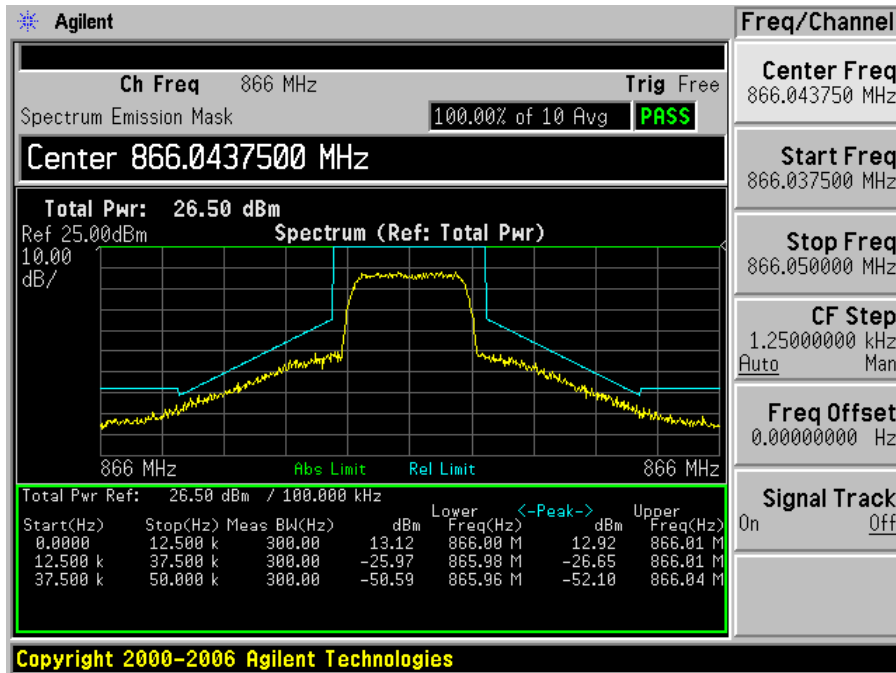 Agilent
Freq/Channel
Ch Freq 866 MHz Trig Free
Spectrum Emission Mask 100.00% of 10 Avg PASS
Center 866.0437500 MHz
Total Pwr: 26.50 dBm
Ref 25.00dBm Spectrum (Ref: Total Pwr)
10.00
dB/
866 MHz Abs Limit Rel Limit 866 MHz
Total Pwr Ref: 26.50 dBm / 100.000 kHz
Lower <-Peak-> Upper
Start(Hz) Stop(Hz) Meas BW(Hz) dBm Freq(Hz) dBm Freq(Hz)
0.0000 12.500 k 300.00 13.12 866.00 M 12.92 866.01 M
12.500 k 37.500 k 300.00 -25.97 865.98 M -26.65 866.01 M
37.500 k 50.000 k 300.00 -50.59 865.96 M -52.10 866.04 M
Center Freq
866.043750 MHz
Start Freq
866.037500 MHz
Stop Freq
866.050000 MHz
CF Step
1.25000000 kHz
Auto Man
Freq Offset
0.00000000 Hz
Signal Track
On Off
Copyright 2000-2006 Agilent Technologies